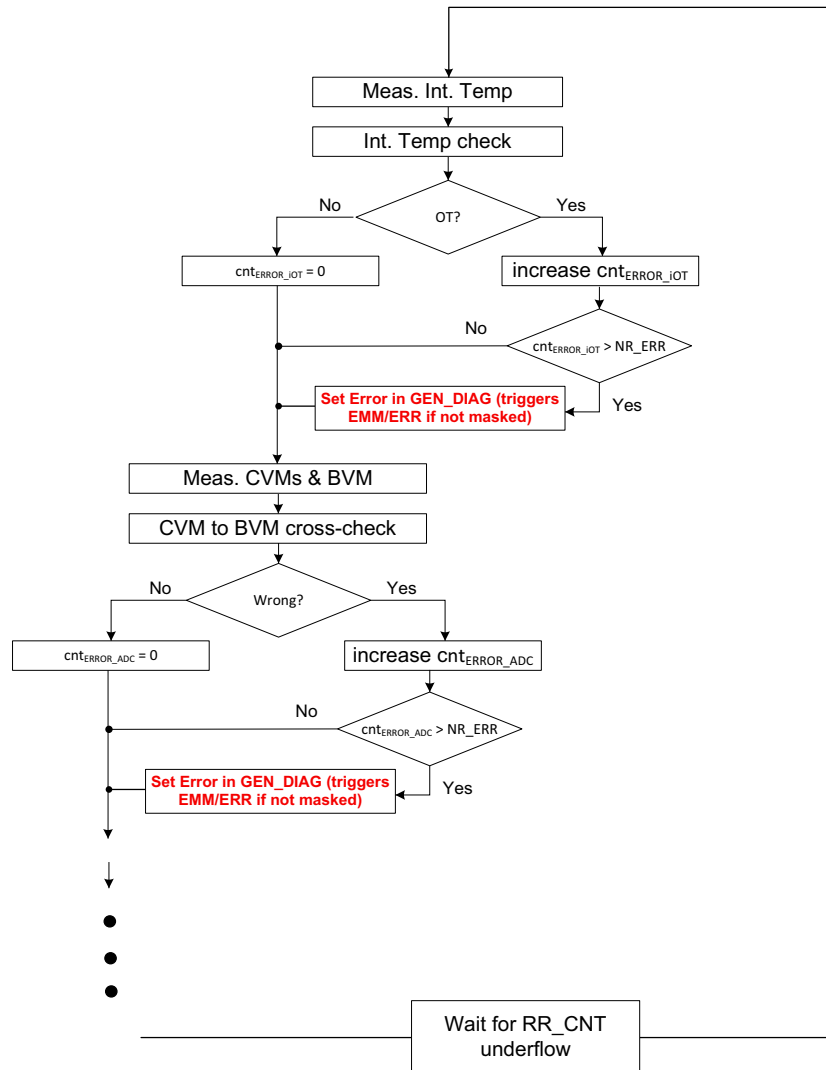 Meas. Int. Temp
Int. Temp check
OT?
No
Yes
cntERROR_iOT = 0
increase cntERROR_iOT
No
cntERROR_iOT > NR_ERR
Set Error in GEN_DIAG (triggers
EMM/ERR if not masked)
Yes
Meas. CVMs & BVM
CVM to BVM cross-check
No
Wrong?
Yes
cntERROR_ADC = 0
increase cntERROR_ADC
No
cntERROR_ADC > NR_ERR
Set Error in GEN_DIAG (triggers
EMM/ERR if not masked)
Yes
Wait for RR_CNT
underflow